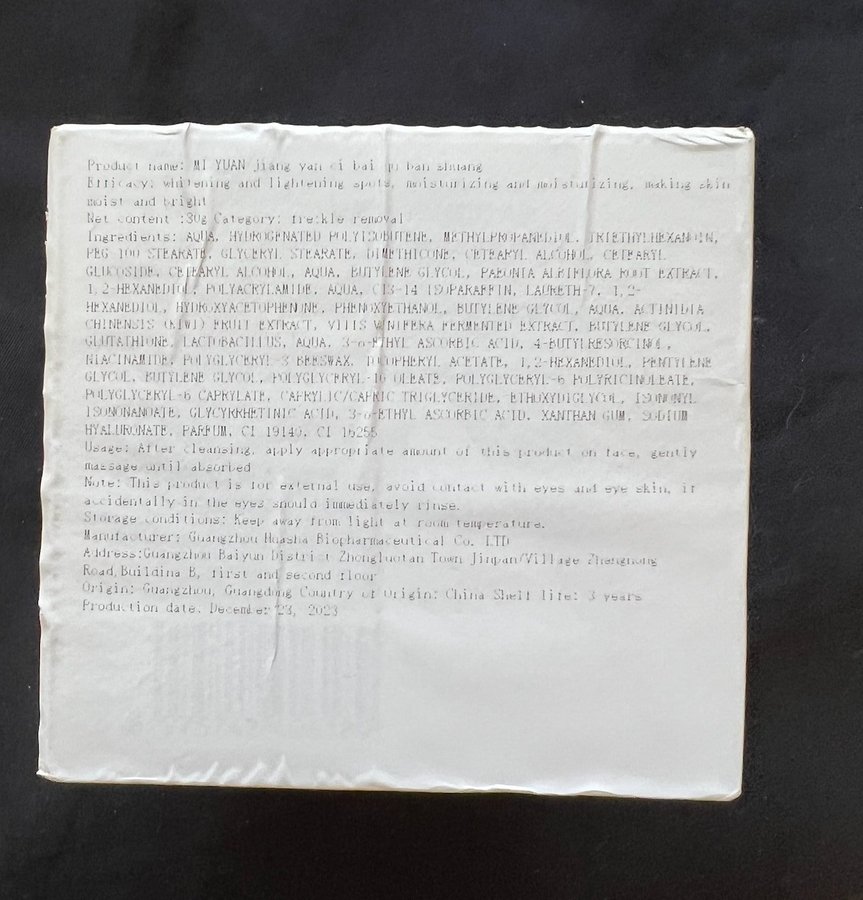 Product name: MI YUAN jiang yan ci bai qu ban shuang
Efficacy: whitening and lightening spots, moisturizing and moisturizing, making skin
moist and bright
Net content :30g Category: freckle removal
Ingredients: AQUA, HYDROGENATED POLYISOBUTENE, METHYLPROPANEDIOL, TRIETHYLHEXANOIN,
PEG-100 STEARATE, GLYCERYL STEARATE, DIMETHICONE, CETEARYL ALCOHOL, CETEARYL
GLUCOSIDE, CETEARYL ALCOHOL, AQUA, BUTYLENE GLYCOL, PAEONIA ALBIFLORA ROOT EXTRACT,
1,2-HEXANEDIOL, POLYACRYLAMIDE, AQUA, C13-14 ISOPARAFFIN, LAURETH-7, 1,2-
HEXANEDIOL, HYDROXYACETOPHENONE, PHENOXYETHANOL, BUTYLENE GLYCOL, AQUA, ACTINIDIA
CHINENSIS (KIWI) FRUIT EXTRACT, VITIS VINIFERA FERMENTED EXTRACT, BUTYLENE GLYCOL,
GLUTATHIONE, LACTOBACILLUS, AQUA, 3-o-ETHYL ASCORBIC ACID, 4-BUTYLRESORCINOL,
NIACINAMIDE, POLYGLYCERYL-3 BEESWAX, TOCOPHERYL ACETATE, 1,2-HEXANEDIOL, PENTYLENE
GLYCOL, BUTYLENE GLYCOL, POLYGLYCERYL-10 OLEATE, POLYGLYCERYL-6 POLYRICINOLEATE,
POLYGLYCERYL-6 CAPRYLATE, CAPRYLIC/CAPRIC TRIGLYCERIDE, ETHOXYDIGLYCOL, ISONONYL
ISONONANOATE, GLYCYRRHETINIC ACID, 3-o-ETHYL ASCORBIC ACID, XANTHAN GUM, SODIUM
HYALURONATE, PARFUM, CI 19140, CI 16255
Usage: After cleansing, apply appropriate amount of this product on face, gently
massage until absorbed
Note: This product is for external use, avoid contact with eyes and eye skin, if
accidentally in the eyes should immediately rinse.
Storage conditions: Keep away from light at room temperature.
Manufacturer: Guangzhou Huasha Biopharmaceutical Co. LTD
Address:Guangzhou Baiyun District Zhongluotan Town Jinpan/Village Zhengnong
Road,Building B, first and second floor
Origin: Guangzhou, Guangdong Country of Origin: China Shelf life: 3 years
Production date: December 23, 2023